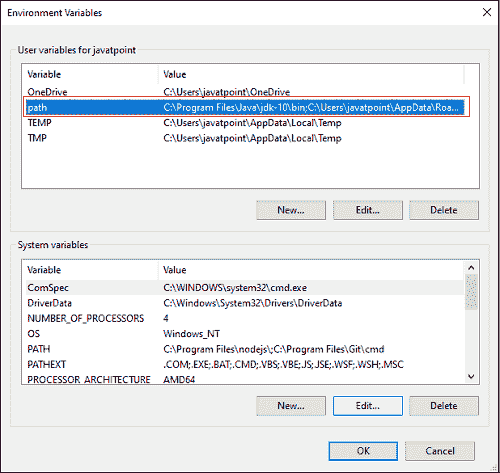 Environment Variables
User variables for javatpoint
Variable Value
OneDrive C:\Users\javatpoint\OneDrive
path C:\Program Files\Java\jdk-10\bin;C:\Users\javatpoint\AppData\Roa...
TEMP C:\Users\javatpoint\AppData\Local\Temp
TMP C:\Users\javatpoint\AppData\Local\Temp
New... Edit... Delete
System variables
Variable Value
ComSpec C:\WINDOWS\system32\cmd.exe
DriverData C:\Windows\System32\Drivers\DriverData
NUMBER_OF_PROCESSORS 4
OS Windows_NT
PATH C:\Program Files\nodejs\;C:\Program Files\Git\cmd
PATHEXT .COM;.EXE;.BAT;.CMD;.VBS;.VBE;.JS;.JSE;.WSF;.WSH;.MSC
PROCESSOR_ARCHITECTURE AMD64
New... Edit... Delete
OK Cancel